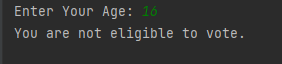 Enter Your Age: 16
You are not eligible to vote.